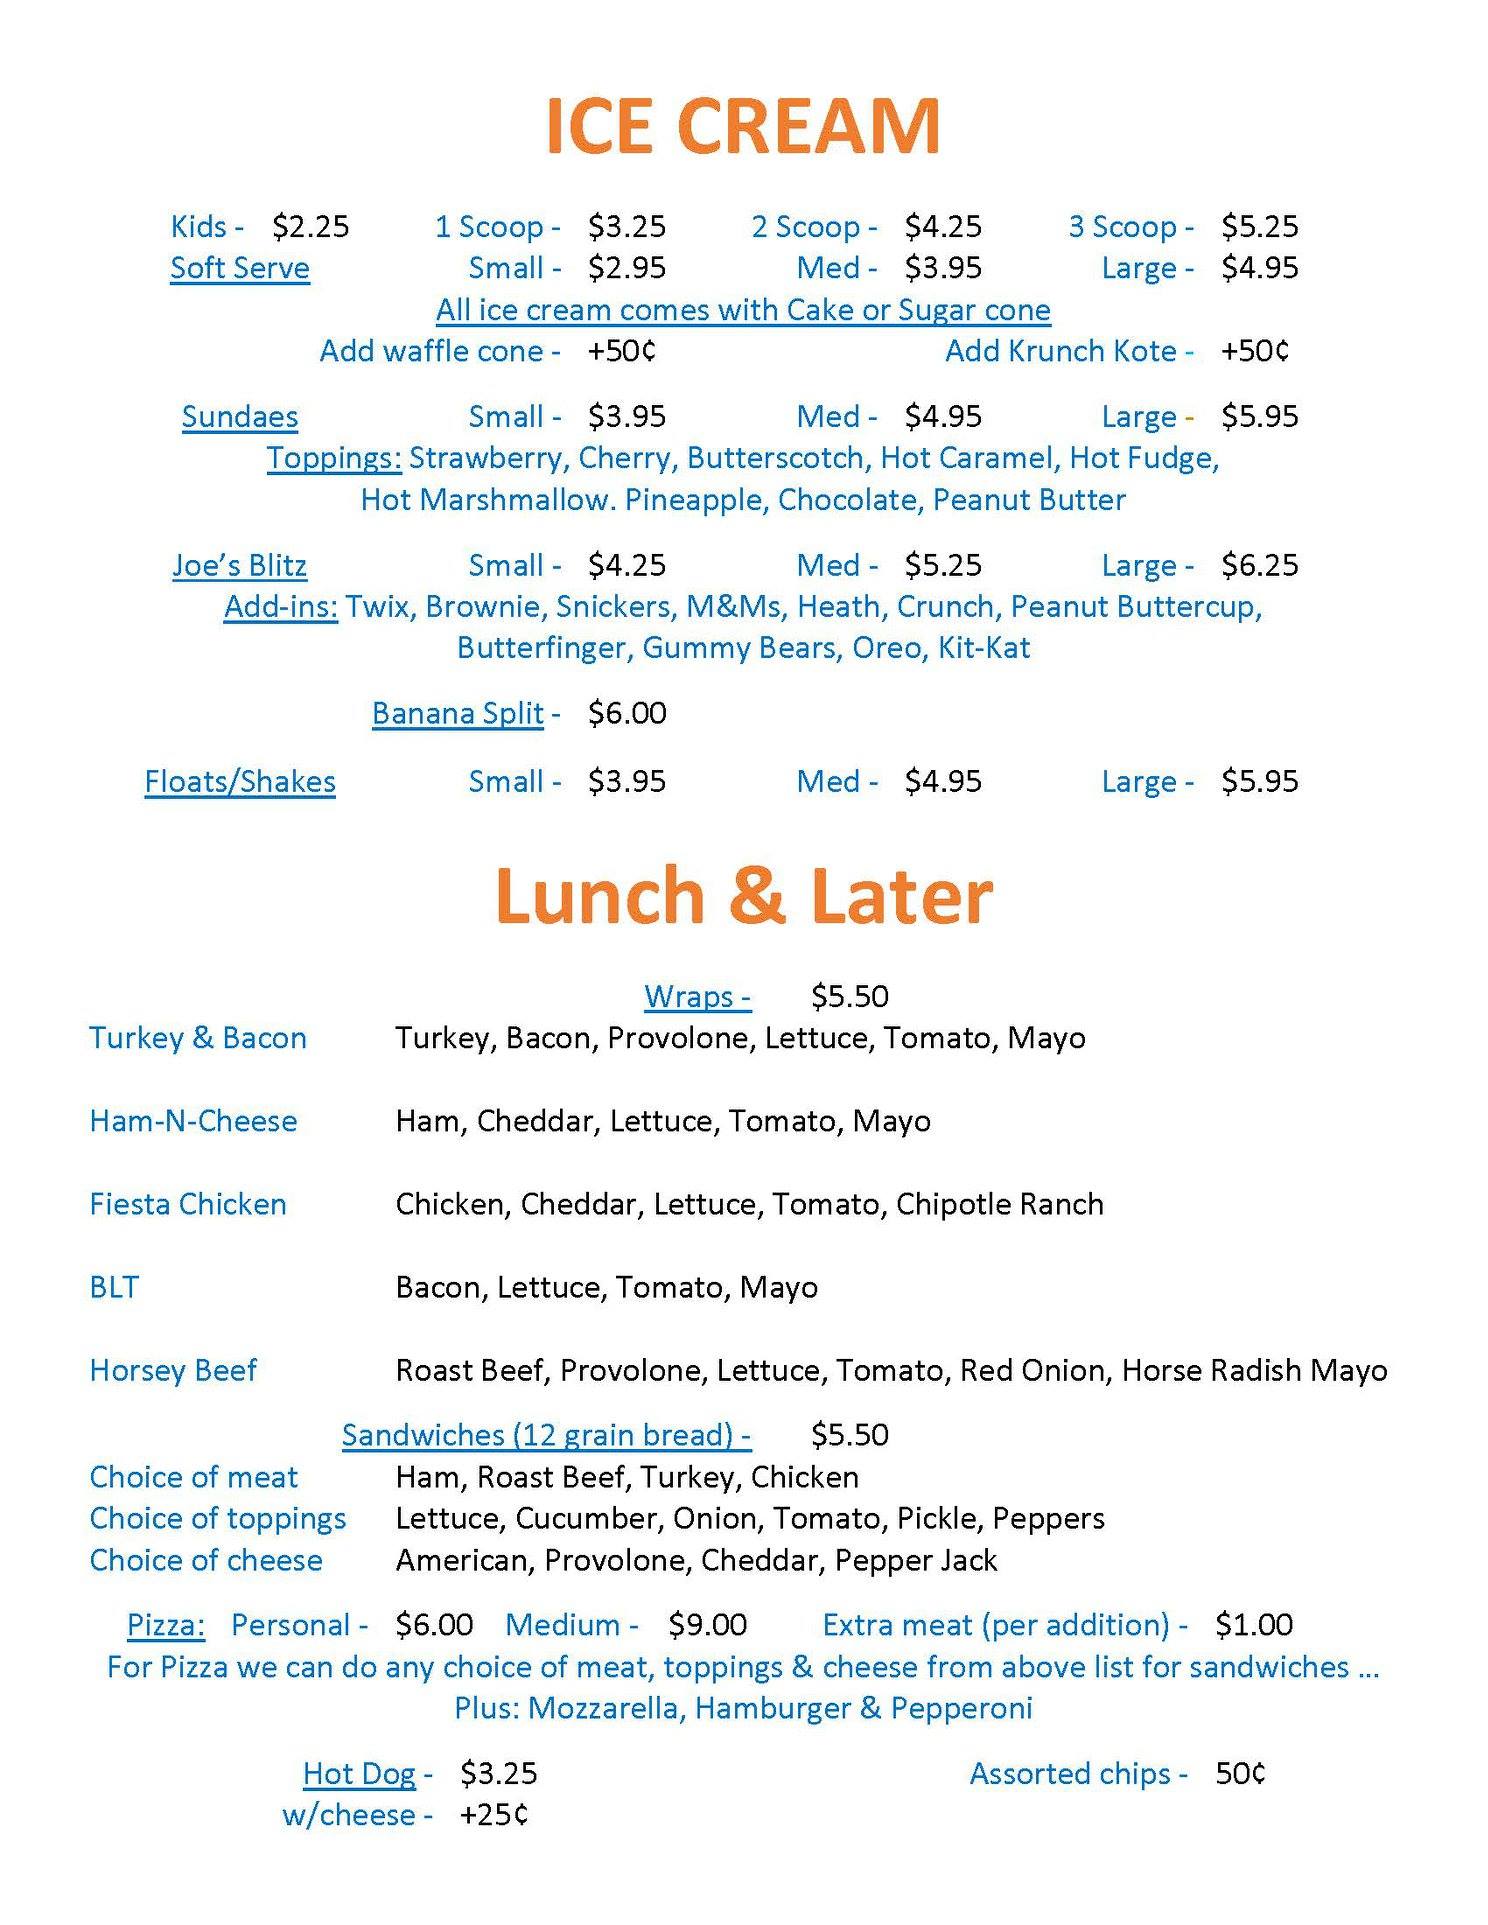 ICE CREAM
Kids - $2.25 1 Scoop - $3.25 2 Scoop - $4.25 3 Scoop - $5.25
Soft Serve Small - $2.95 Med - $3.95 Large - $4.95
All ice cream comes with Cake or Sugar cone
Add waffle cone - +50¢ Add Krunch Kote - +50¢
Sundaes Small - $3.95 Med - $4.95 Large - $5.95
Toppings: Strawberry, Cherry, Butterscotch, Hot Caramel, Hot Fudge,
Hot Marshmallow. Pineapple, Chocolate, Peanut Butter
Joe’s Blitz Small - $4.25 Med - $5.25 Large - $6.25
Add-ins: Twix, Brownie, Snickers, M&Ms, Heath, Crunch, Peanut Buttercup,
Butterfinger, Gummy Bears, Oreo, Kit-Kat
Banana Split - $6.00
Floats/Shakes Small - $3.95 Med - $4.95 Large - $5.95
Lunch & Later
Wraps - $5.50
Turkey & Bacon Turkey, Bacon, Provolone, Lettuce, Tomato, Mayo
Ham-N-Cheese Ham, Cheddar, Lettuce, Tomato, Mayo
Fiesta Chicken Chicken, Cheddar, Lettuce, Tomato, Chipotle Ranch
BLT Bacon, Lettuce, Tomato, Mayo
Horsey Beef Roast Beef, Provolone, Lettuce, Tomato, Red Onion, Horse Radish Mayo
Sandwiches (12 grain bread) - $5.50
Choice of meat Ham, Roast Beef, Turkey, Chicken
Choice of toppings Lettuce, Cucumber, Onion, Tomato, Pickle, Peppers
Choice of cheese American, Provolone, Cheddar, Pepper Jack
Pizza: Personal - $6.00 Medium - $9.00 Extra meat (per addition) - $1.00
For Pizza we can do any choice of meat, toppings & cheese from above list for sandwiches ...
Plus: Mozzarella, Hamburger & Pepperoni
Hot Dog - $3.25 Assorted chips - 50¢
w/cheese - +25¢